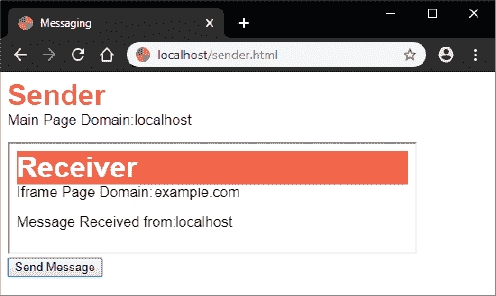 Messaging
localhost/sender.html
Sender
Main Page Domain:localhost
Receiver
Iframe Page Domain:example.com
Message Received from:localhost
Send Message